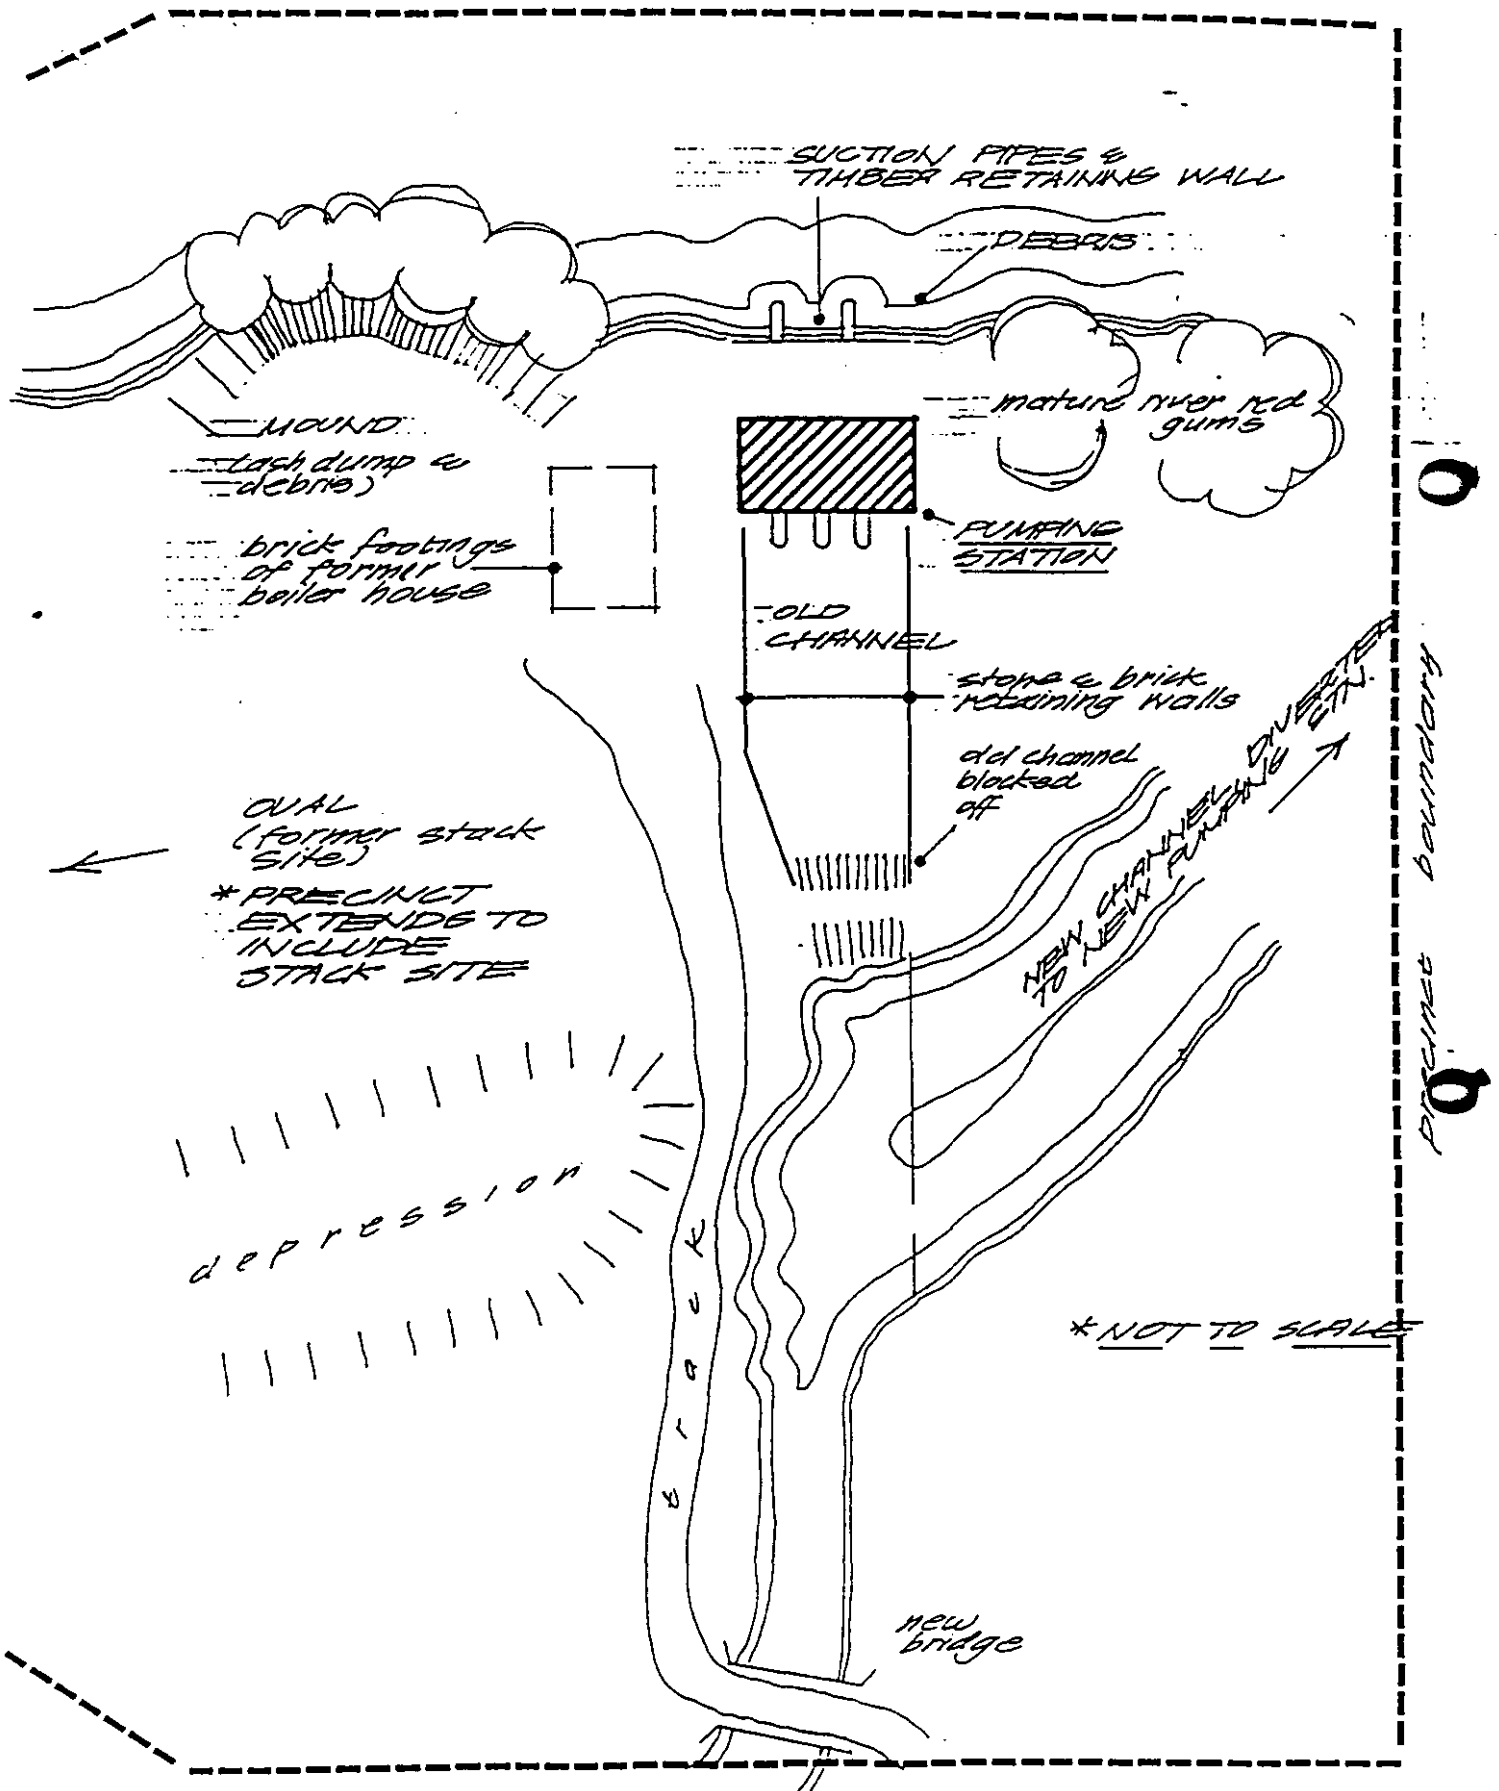 SUCTION PIPES &
TIMBER RETAINING WALL
DEBRIS
MOUND
(ash dump &
debris)
mature river red
gums
brick footings
of former
boiler house
PUMPING
STATION
OLD
CHANNEL
stone & brick
retaining walls
old channel
blocked
off
NEW CHANNEL DIVERTED
TO NEW PUMPING STN.
OVAL
(former stack
site)
* PRECINCT
EXTENDS TO
INCLUDE
STACK SITE
depression
track
* NOT TO SCALE
new
bridge
precinct boundary